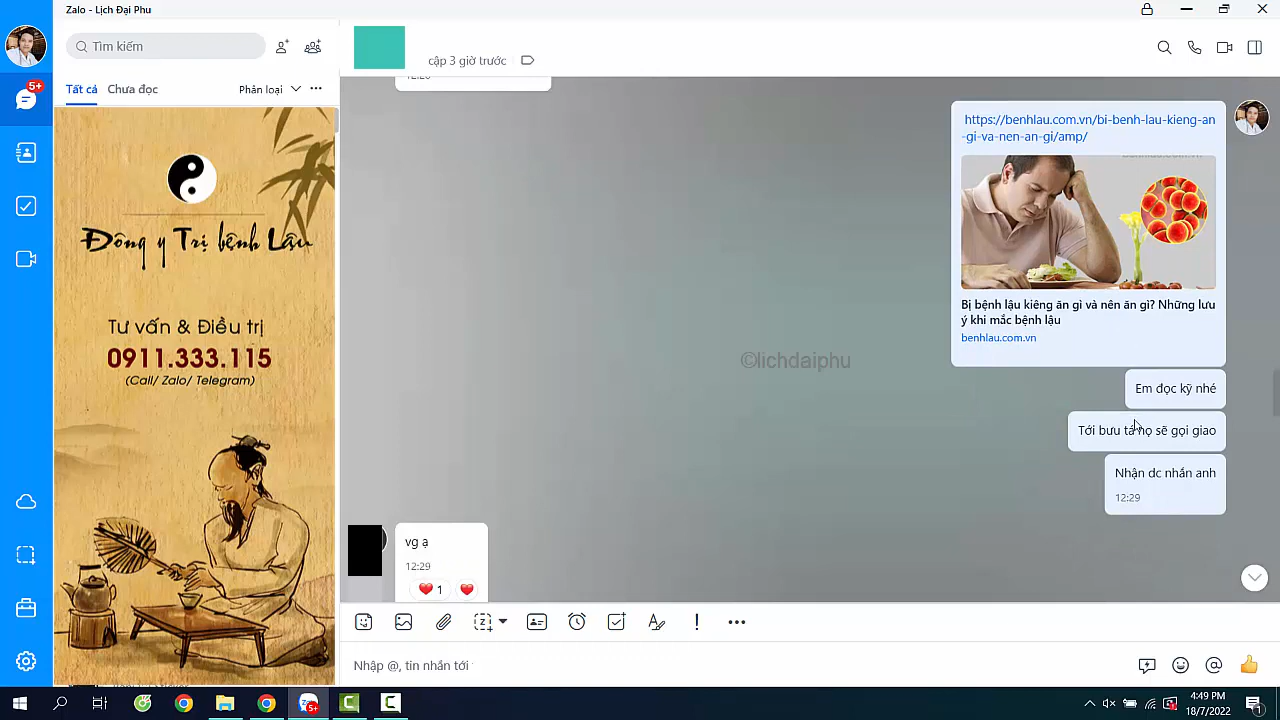 Zalo - Lịch Đại Phu
Tìm kiếm
Tất cả
Chưa đọc
Phân loại
5+
Đông y Trị bệnh Lậu
Tư vấn & Điều trị
0911.333.115
(Call/ Zalo/ Telegram)
cập 3 giờ trước
https://benhlau.com.vn/bi-benh-lau-kieng-an
-gi-va-nen-an-gi/amp/
benhlau.com.vn
Bị bệnh lậu kiêng ăn gì và nên ăn gì? Những lưu
ý khi mắc bệnh lậu
benhlau.com.vn
©lichdaiphu
Em đọc kỹ nhé
Tới bưu tá họ sẽ gọi giao
Nhận dc nhắn anh
12:29
vg ạ
12:29
1
Nhập @, tin nhắn tới
5+
4:49 PM
18/7/2022